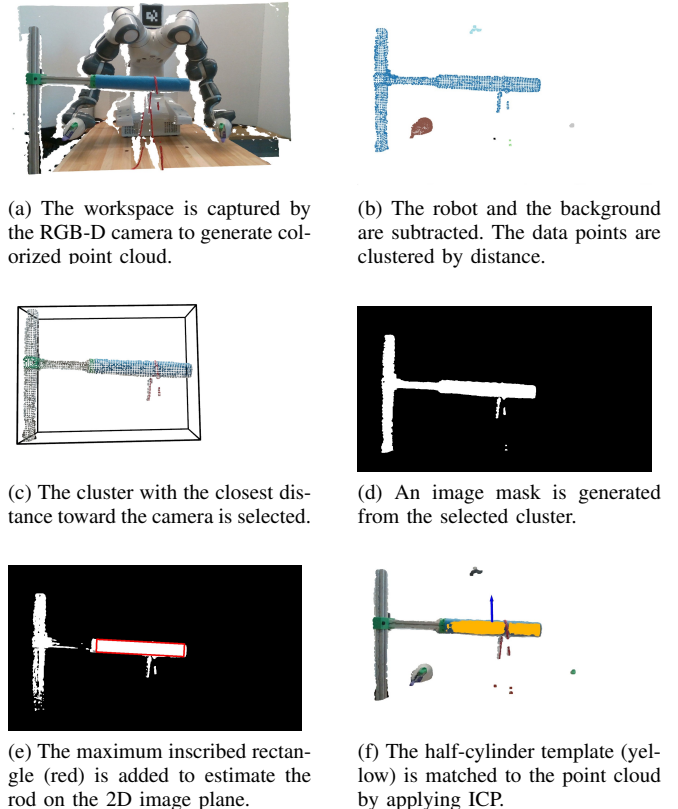 (a) The workspace is captured by
the RGB-D camera to generate col-
orized point cloud.
(b) The robot and the background
are subtracted. The data points are
clustered by distance.
(c) The cluster with the closest dis-
tance toward the camera is selected.
(d) An image mask is generated
from the selected cluster.
(e) The maximum inscribed rectan-
gle (red) is added to estimate the
rod on the 2D image plane.
(f) The half-cylinder template (yel-
low) is matched to the point cloud
by applying ICP.